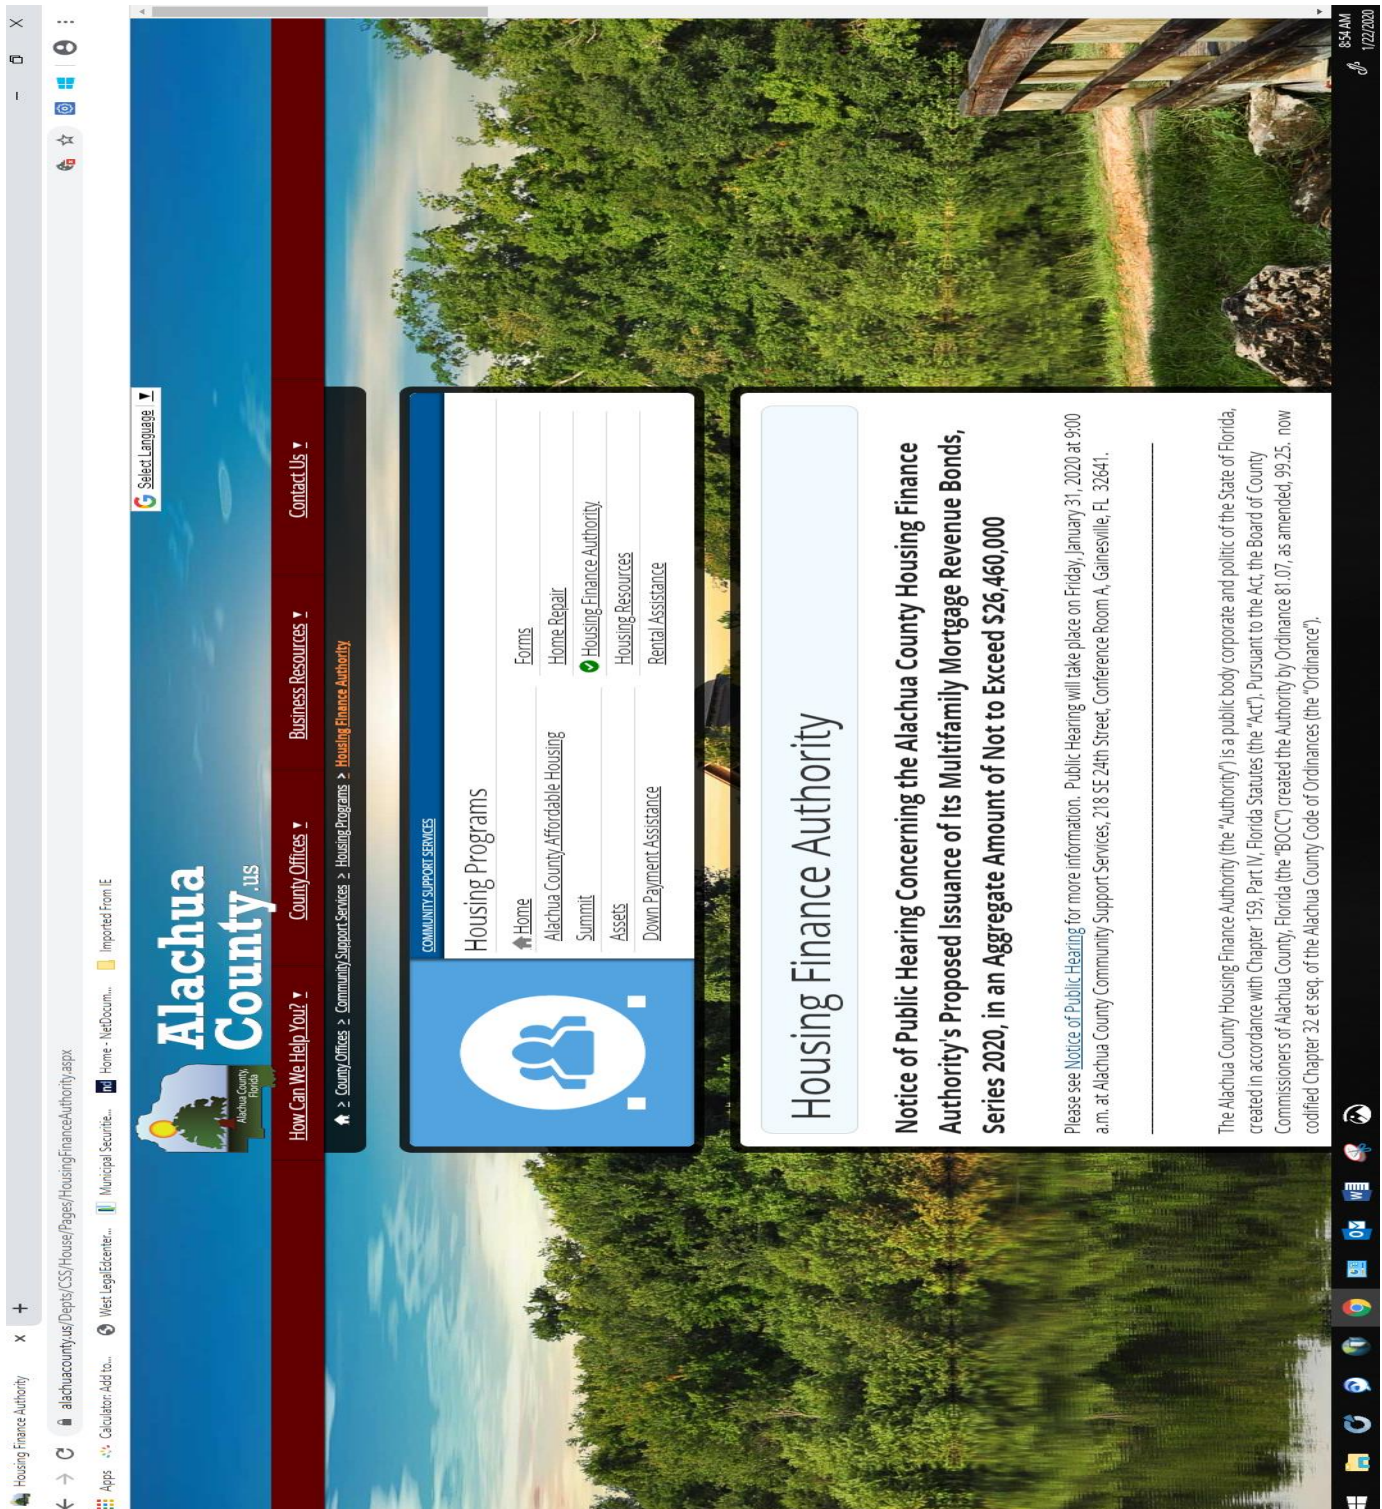 Housing Finance Authority
alachuacounty.us/Depts/CSS/House/Pages/HousingFinanceAuthority.aspx
Apps Calculator: Add to... West LegalEdcenter... Municipal Securitie... nd Home - NetDocum... Imported From IE
Select Language ▼
Alachua
County.us
Alachua County,
Florida
How Can We Help You? ▼ County Offices ▼ Business Resources ▼ Contact Us ▼
> County Offices > Community Support Services > Housing Programs > Housing Finance Authority
COMMUNITY SUPPORT SERVICES
Housing Programs
Home
Alachua County Affordable Housing
Summit
Assets
Down Payment Assistance
Forms
Home Repair
Housing Finance Authority
Housing Resources
Rental Assistance
Housing Finance Authority
Notice of Public Hearing Concerning the Alachua County Housing Finance
Authority's Proposed Issuance of Its Multifamily Mortgage Revenue Bonds,
Series 2020, in an Aggregate Amount of Not to Exceed $26,460,000
Please see Notice of Public Hearing for more information. Public Hearing will take place on Friday, January 31, 2020 at 9:00
a.m. at Alachua County Community Support Services, 218 SE 24th Street, Conference Room A, Gainesville, FL 32641.
The Alachua County Housing Finance Authority (the "Authority") is a public body corporate and politic of the State of Florida,
created in accordance with Chapter 159, Part IV, Florida Statutes (the "Act"). Pursuant to the Act, the Board of County
Commissioners of Alachua County, Florida (the "BOCC") created the Authority by Ordinance 81.07, as amended, 99.25. now
codified Chapter 32 et seq. of the Alachua County Code of Ordinances (the "Ordinance").
8:54 AM
1/22/2020